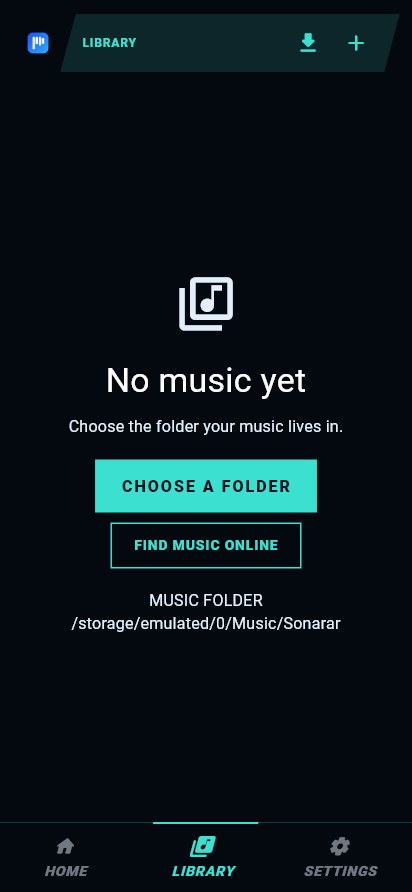 LIBRARY
No music yet
Choose the folder your music lives in.
CHOOSE A FOLDER
FIND MUSIC ONLINE
MUSIC FOLDER
/storage/emulated/0/Music/Sonarar
HOME
LIBRARY
SETTINGS